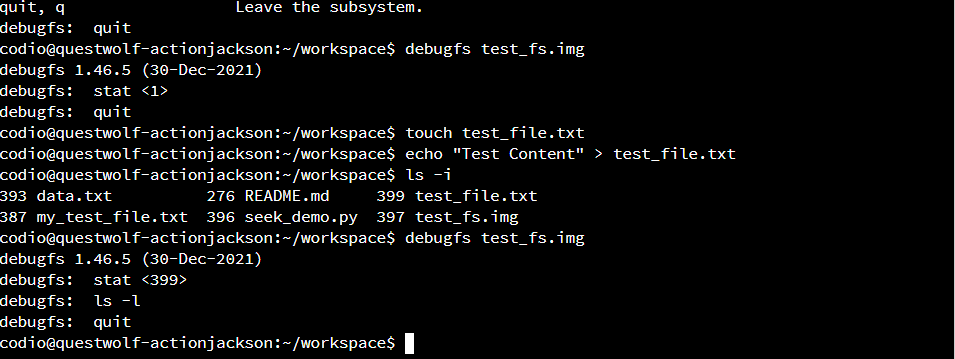 quit, q                  Leave the subsystem.
debugfs:  quit
codio@questwolf-actionjackson:~/workspace$ debugfs test_fs.img
debugfs 1.46.5 (30-Dec-2021)
debugfs:  stat <1>
debugfs:  quit
codio@questwolf-actionjackson:~/workspace$ touch test_file.txt
codio@questwolf-actionjackson:~/workspace$ echo "Test Content" > test_file.txt
codio@questwolf-actionjackson:~/workspace$ ls -i
393 data.txt          276 README.md     399 test_file.txt
387 my_test_file.txt  396 seek_demo.py  397 test_fs.img
codio@questwolf-actionjackson:~/workspace$ debugfs test_fs.img
debugfs 1.46.5 (30-Dec-2021)
debugfs:  stat <399>
debugfs:  ls -l
debugfs:  quit
codio@questwolf-actionjackson:~/workspace$